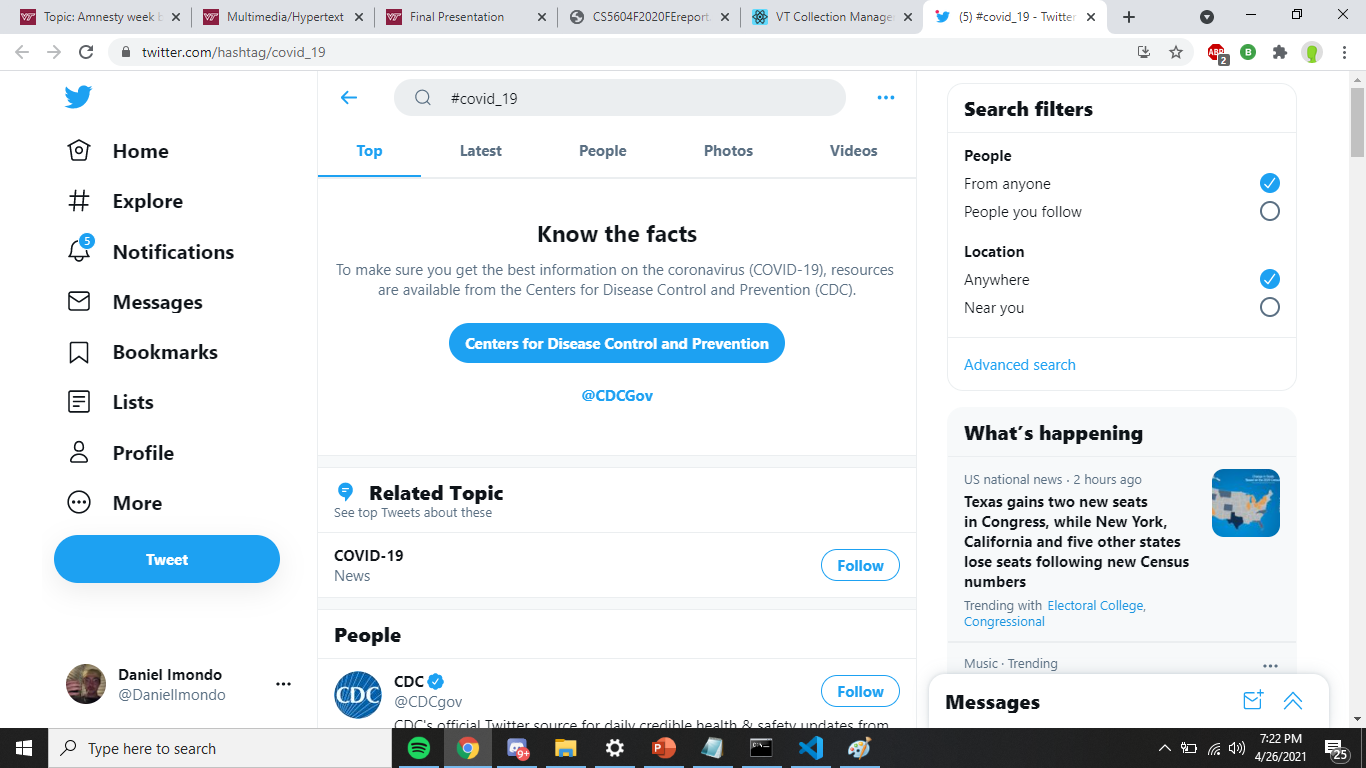 Topic: Amnesty week b
Multimedia/Hypertext
Final Presentation
CS5604F2020FEreport.
VT Collection Manager
(5) #covid_19 - Twitter
twitter.com/hashtag/covid_19
ABP
2
B
#covid_19
Home
Explore
5
Notifications
Messages
Bookmarks
Lists
Profile
More
Tweet
Daniel Imondo
@DanielImondo
Top
Latest
People
Photos
Videos
Know the facts
To make sure you get the best information on the coronavirus (COVID-19), resources
are available from the Centers for Disease Control and Prevention (CDC).
Centers for Disease Control and Prevention
@CDCGov
Related Topic
See top Tweets about these
COVID-19
News
Follow
People
CDC
CDC
@CDCgov
Follow
CDC's official Twitter source for daily credible health & safety updates from
Search filters
People
From anyone
People you follow
Location
Anywhere
Near you
Advanced search
What's happening
US national news · 2 hours ago
Texas gains two new seats
in Congress, while New York,
California and five other states
lose seats following new Census
numbers
Trending with Electoral College,
Congressional
Music · Trending
Messages
Type here to search
9+
7:22 PM
4/26/2021
25